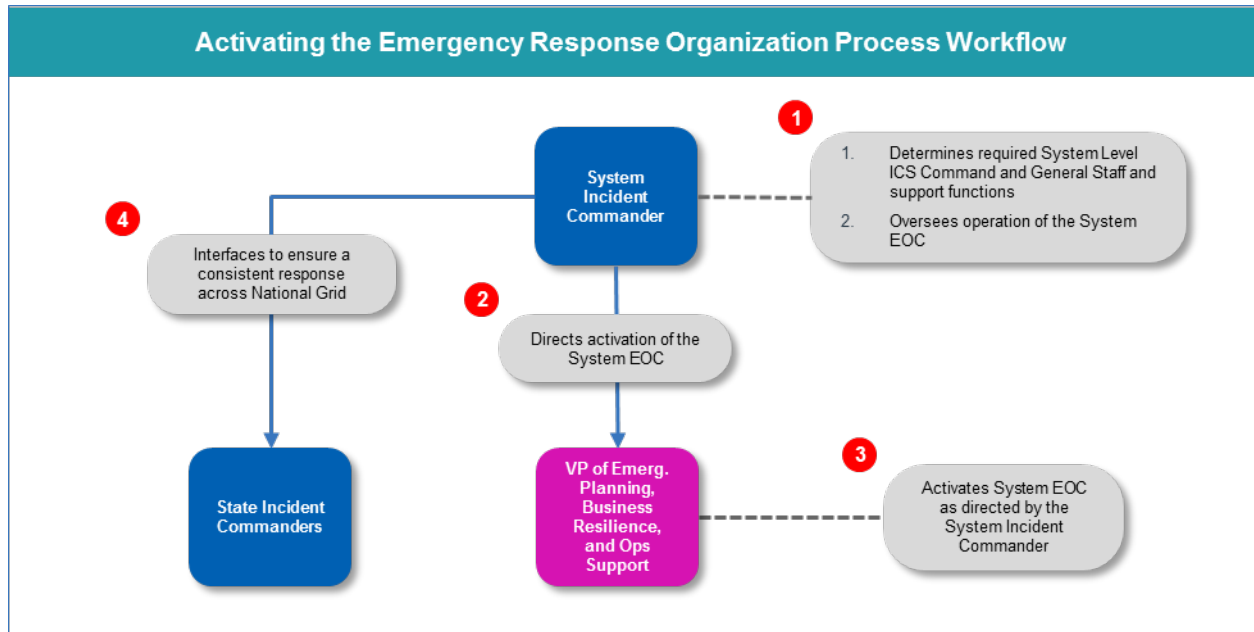 Activating the Emergency Response Organization Process Workflow
1
1. Determines required System Level
ICS Command and General Staff and
support functions
2. Oversees operation of the System
EOC
System
Incident
Commander
4
Interfaces to ensure a
consistent response
across National Grid
2
Directs activation of the
System EOC
State Incident
Commanders
VP of Emerg.
Planning,
Business
Resilience,
and Ops
Support
3
Activates System EOC
as directed by the
System Incident
Commander